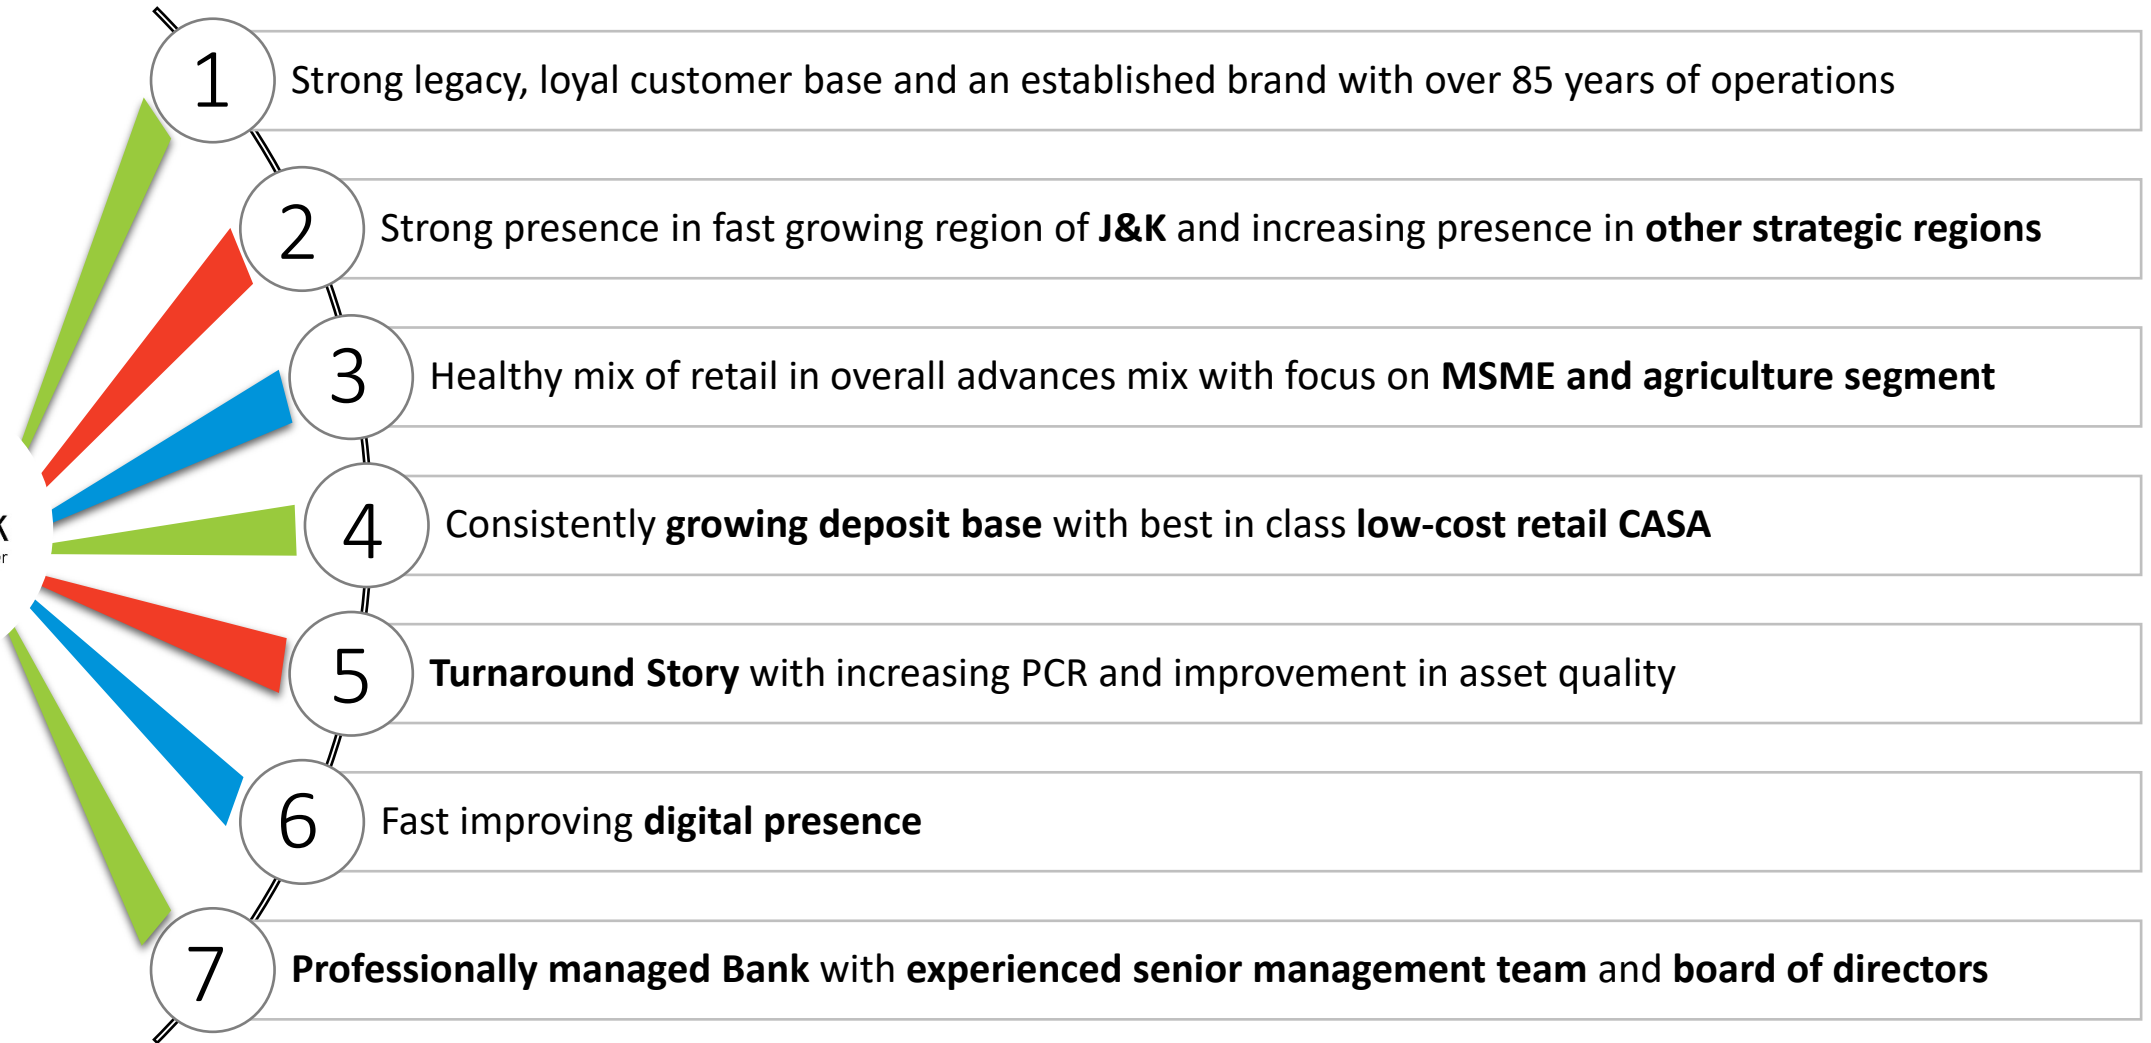 1
Strong legacy, loyal customer base and an established brand with over 85 years of operations
2
Strong presence in fast growing region of J&K and increasing presence in other strategic regions
3
Healthy mix of retail in overall advances mix with focus on MSME and agriculture segment
4
Consistently growing deposit base with best in class low-cost retail CASA
5
Turnaround Story with increasing PCR and improvement in asset quality
6
Fast improving digital presence
7
Professionally managed Bank with experienced senior management team and board of directors